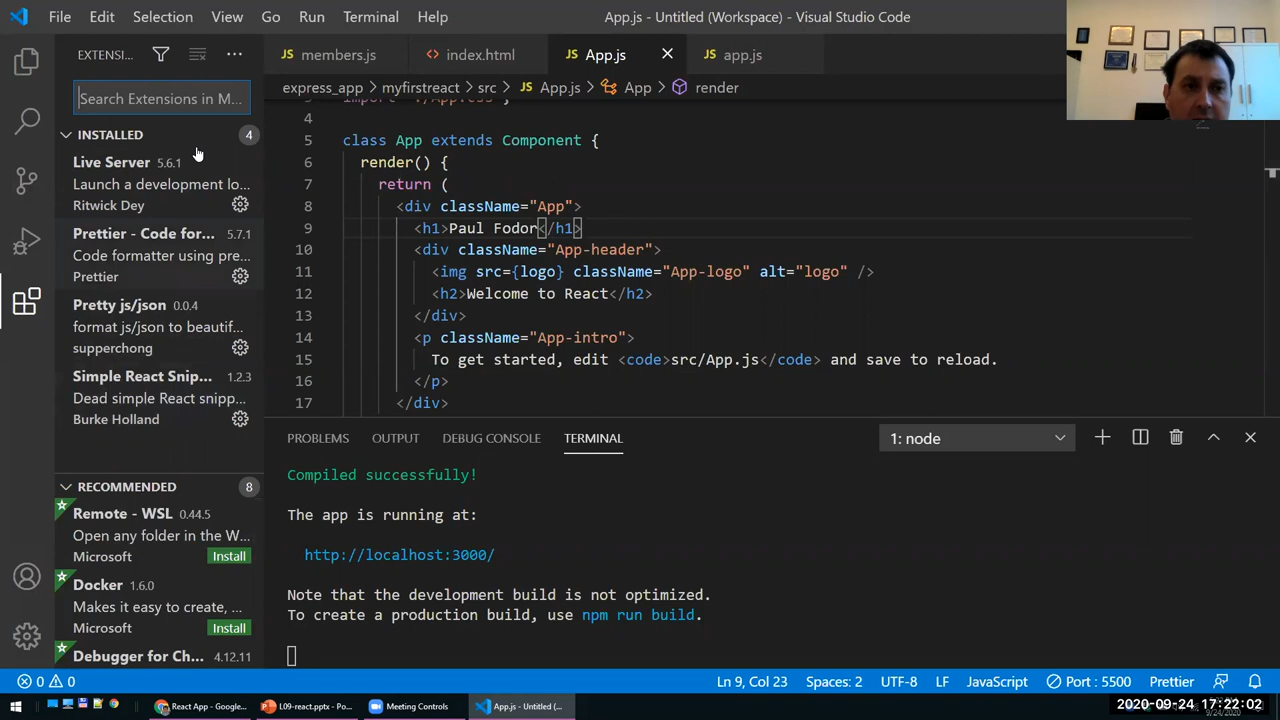 File Edit Selection View Go Run Terminal Help App.js - Untitled (Workspace) - Visual Studio Code
EXTENSI...
members.js
index.html
App.js
app.js
Search Extensions in M...
INSTALLED 4
Live Server 5.6.1
Launch a development lo...
Ritwick Dey
Prettier - Code for... 5.7.1
Code formatter using pre...
Prettier
Pretty js/json 0.0.4
format js/json to beautif...
supperchong
Simple React Snip... 1.2.3
Dead simple React snipp...
Burke Holland
RECOMMENDED 8
Remote - WSL 0.44.5
Open any folder in the W...
Microsoft Install
Docker 1.6.0
Makes it easy to create, ...
Microsoft Install
Debugger for Ch... 4.12.11
express_app > myfirstreact > src > JS App.js > App > render
4
5 class App extends Component {
6 render() {
7 return (
8 <div className="App">
9 <h1>Paul Fodor</h1>
10 <div className="App-header">
11 <img src={logo} className="App-logo" alt="logo" />
12 <h2>Welcome to React</h2>
13 </div>
14 <p className="App-intro">
15 To get started, edit <code>src/App.js</code> and save to reload.
16 </p>
17 </div>
PROBLEMS OUTPUT DEBUG CONSOLE TERMINAL 1: node
Compiled successfully!
The app is running at:
http://localhost:3000/
Note that the development build is not optimized.
To create a production build, use npm run build.
0 0 Ln 9, Col 23 Spaces: 2 UTF-8 LF JavaScript Port : 5500 Prettier
React App - Google... L09-react.pptx - Po... Meeting Controls App.js - Untitled (... 2020-09-24 17:22:02